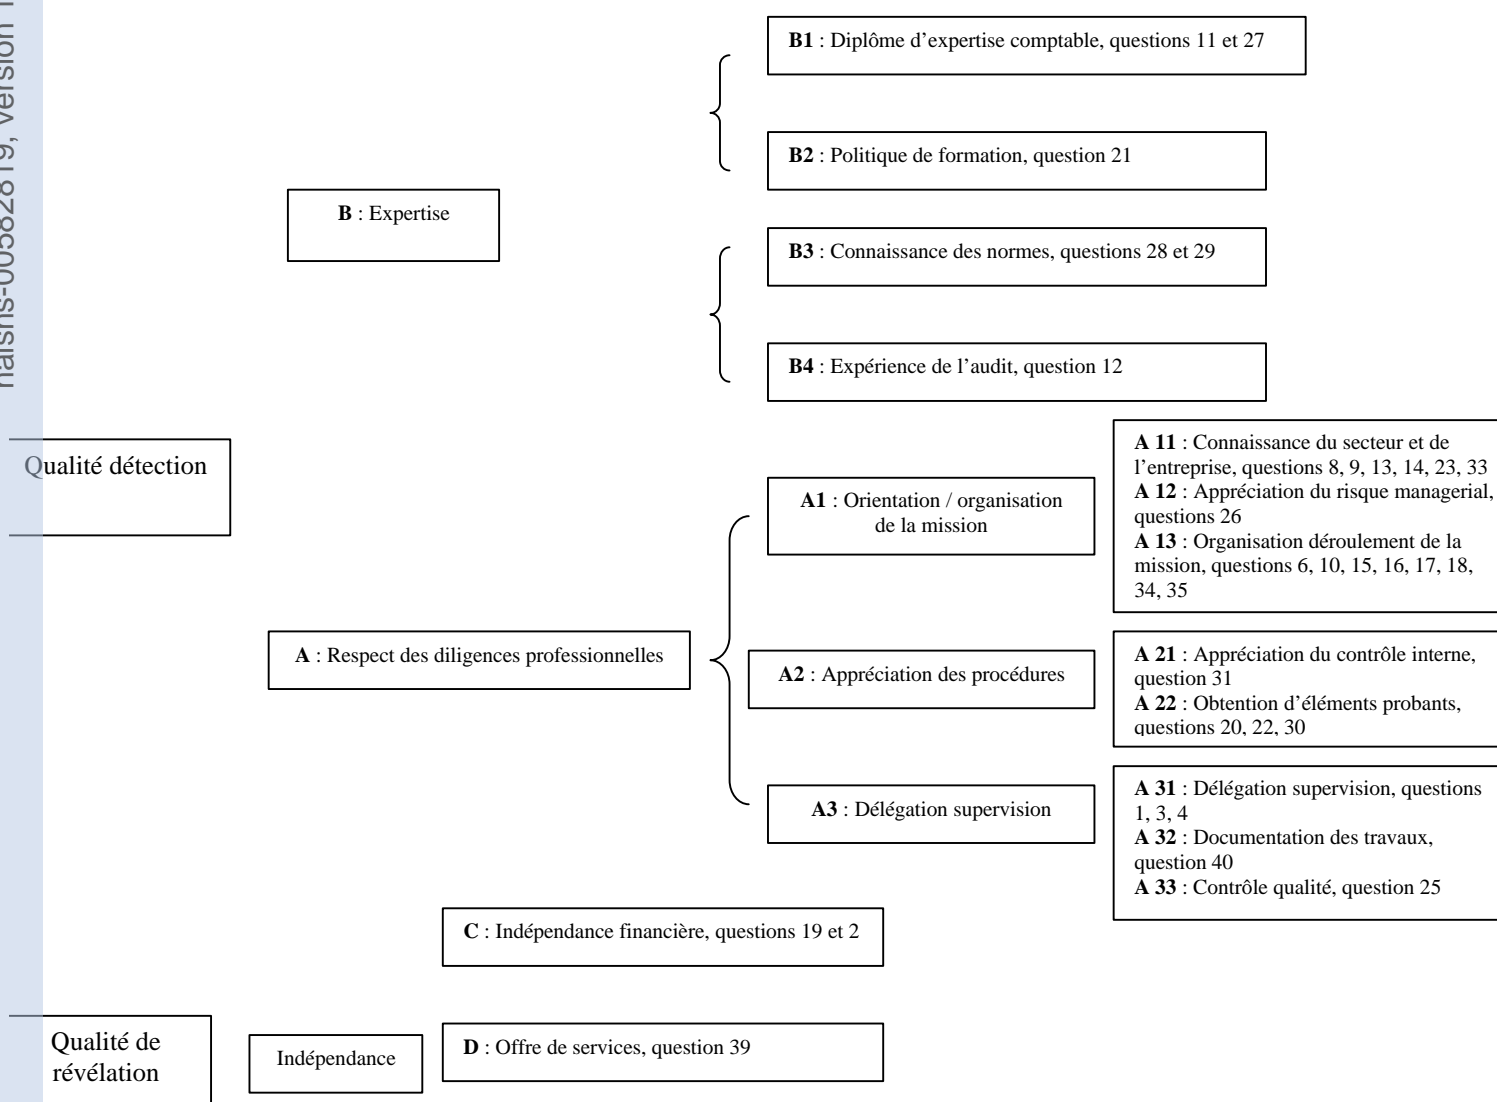 halshs-00582819, version 1
B1 : Diplôme d'expertise comptable, questions 11 et 27
B2 : Politique de formation, question 21
B : Expertise
B3 : Connaissance des normes, questions 28 et 29
B4 : Expérience de l'audit, question 12
Qualité détection
A 11 : Connaissance du secteur et de
l'entreprise, questions 8, 9, 13, 14, 23, 33
A 12 : Appréciation du risque managerial,
questions 26
A 13 : Organisation déroulement de la
mission, questions 6, 10, 15, 16, 17, 18,
34, 35
A1 : Orientation / organisation
de la mission
A : Respect des diligences professionnelles
A2 : Appréciation des procédures
A 21 : Appréciation du contrôle interne,
question 31
A 22 : Obtention d'éléments probants,
questions 20, 22, 30
A3 : Délégation supervision
A 31 : Délégation supervision, questions
1, 3, 4
A 32 : Documentation des travaux,
question 40
A 33 : Contrôle qualité, question 25
C : Indépendance financière, questions 19 et 2
Qualité de
révélation
Indépendance
D : Offre de services, question 39